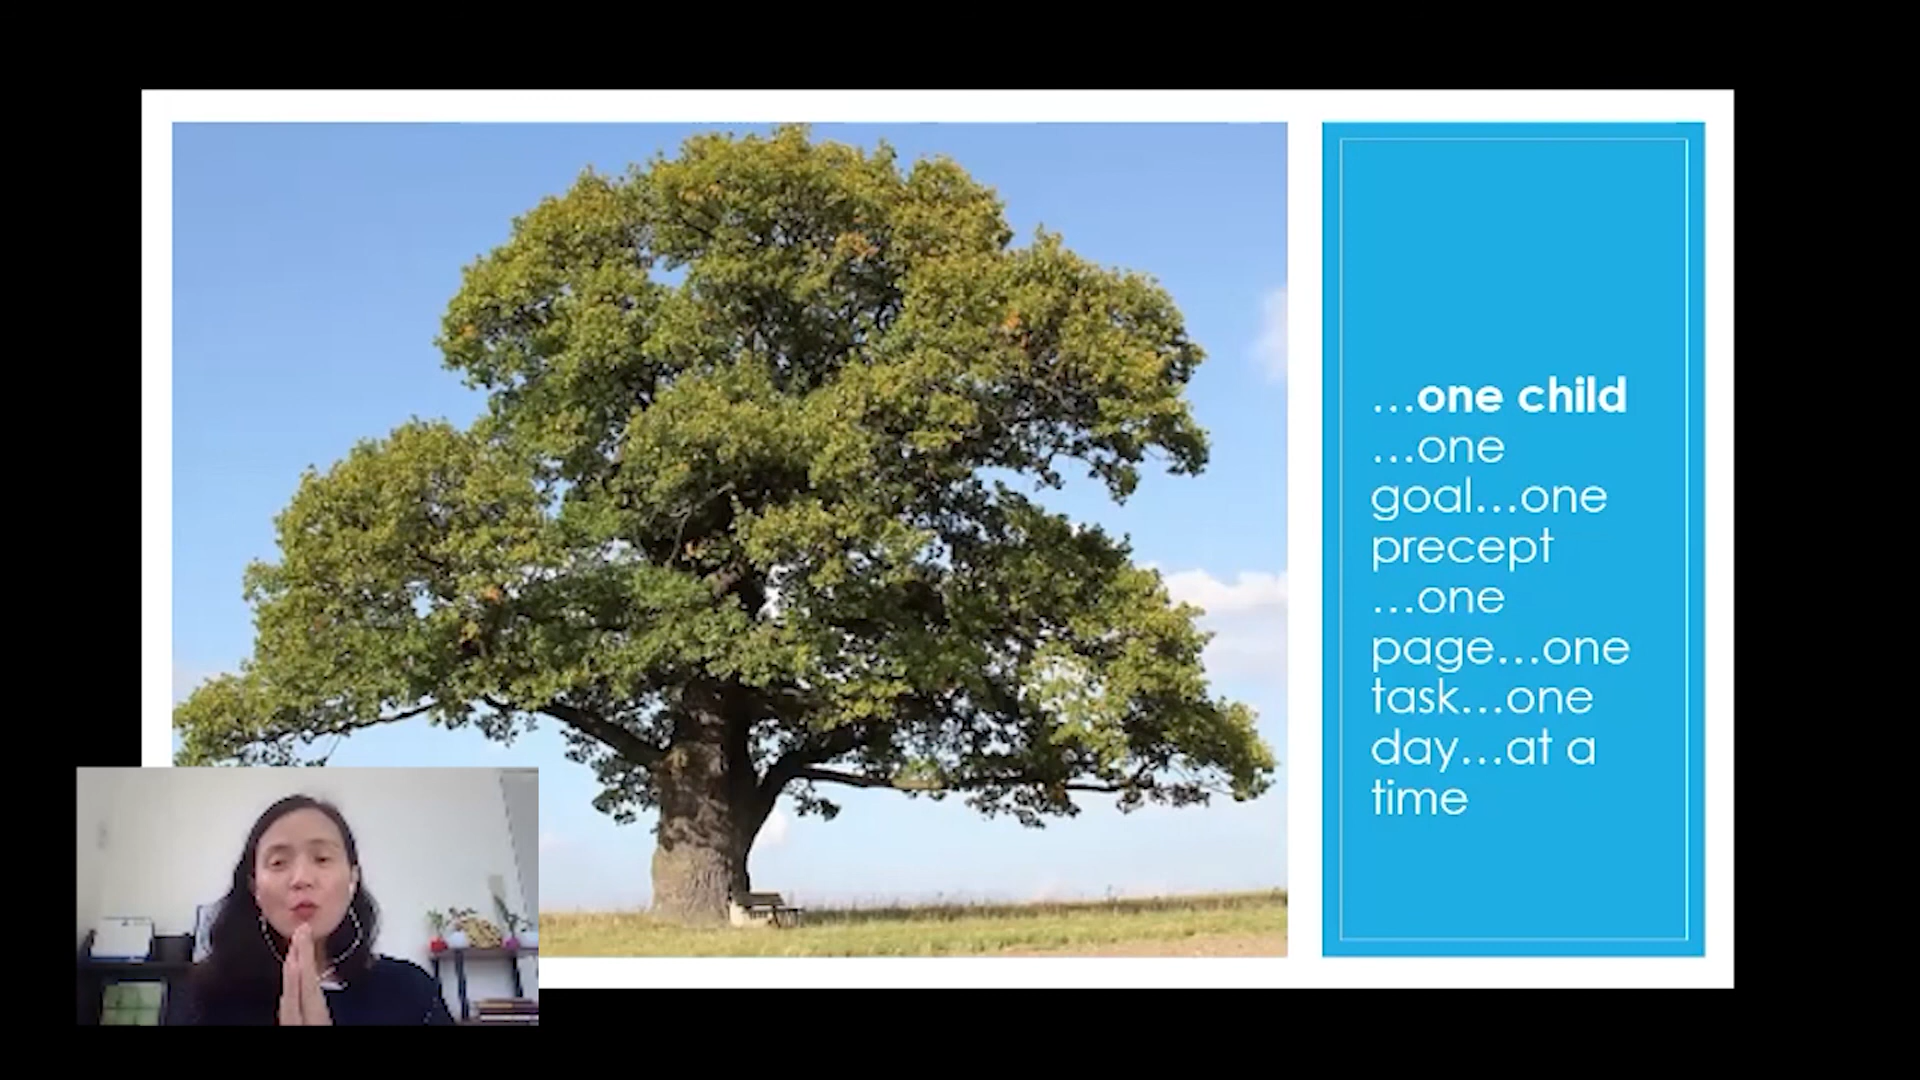 ...one child
...one
goal...one
precept
...one
page...one
task...one
day...at a
time